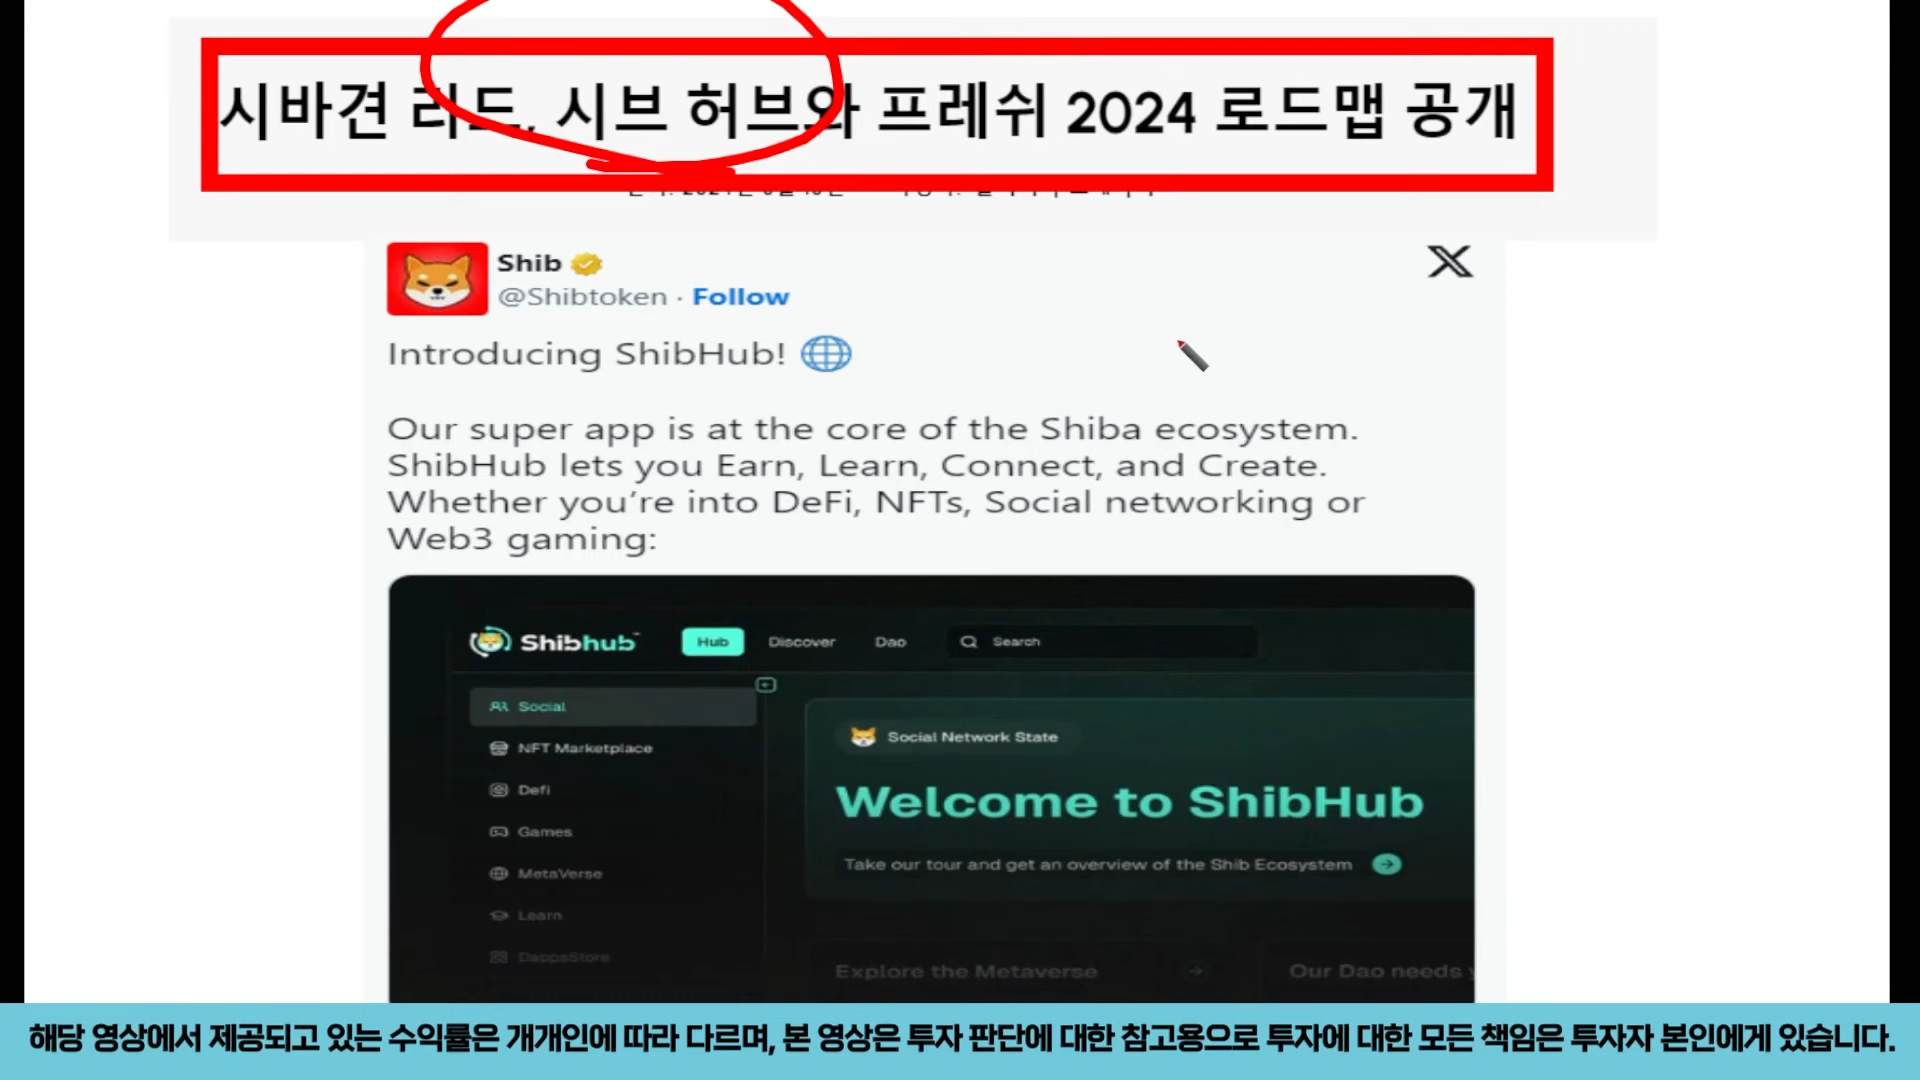 시바견 리드, 시브 허브와 프레쉬 2024 로드맵 공개
Shib
@Shibtoken · Follow
Introducing ShibHub!
Our super app is at the core of the Shiba ecosystem.
ShibHub lets you Earn, Learn, Connect, and Create.
Whether you're into DeFi, NFTs, Social networking or
Web3 gaming:
Shibhub
Hub Discover Dao Search
Social
NFT Marketplace
Defi
Games
MetaVerse
Learn
DappsStore
Social Network State
Welcome to ShibHub
Take our tour and get an overview of the Shib Ecosystem
Explore the Metaverse
Our Dao needs
해당 영상에서 제공되고 있는 수익률은 개개인에 따라 다르며, 본 영상은 투자 판단에 대한 참고용으로 투자에 대한 모든 책임은 투자자 본인에게 있습니다.